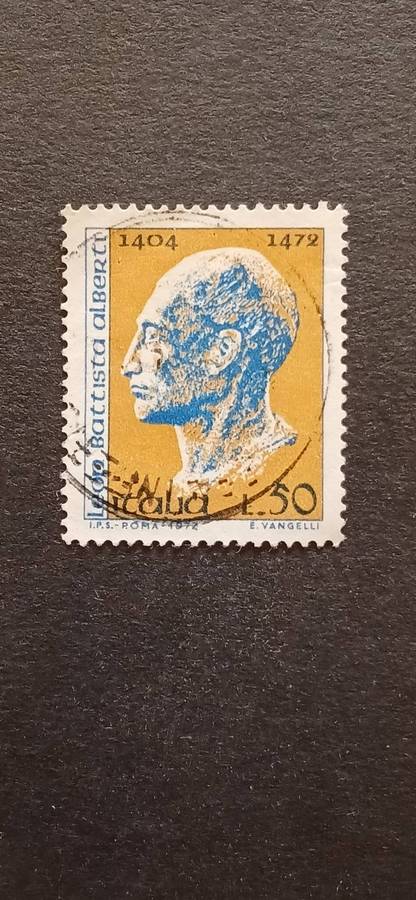 1404 1472
Leon Battista alberti
italia L.50
I.P.S.-ROMA-1972 E. VANGELLI